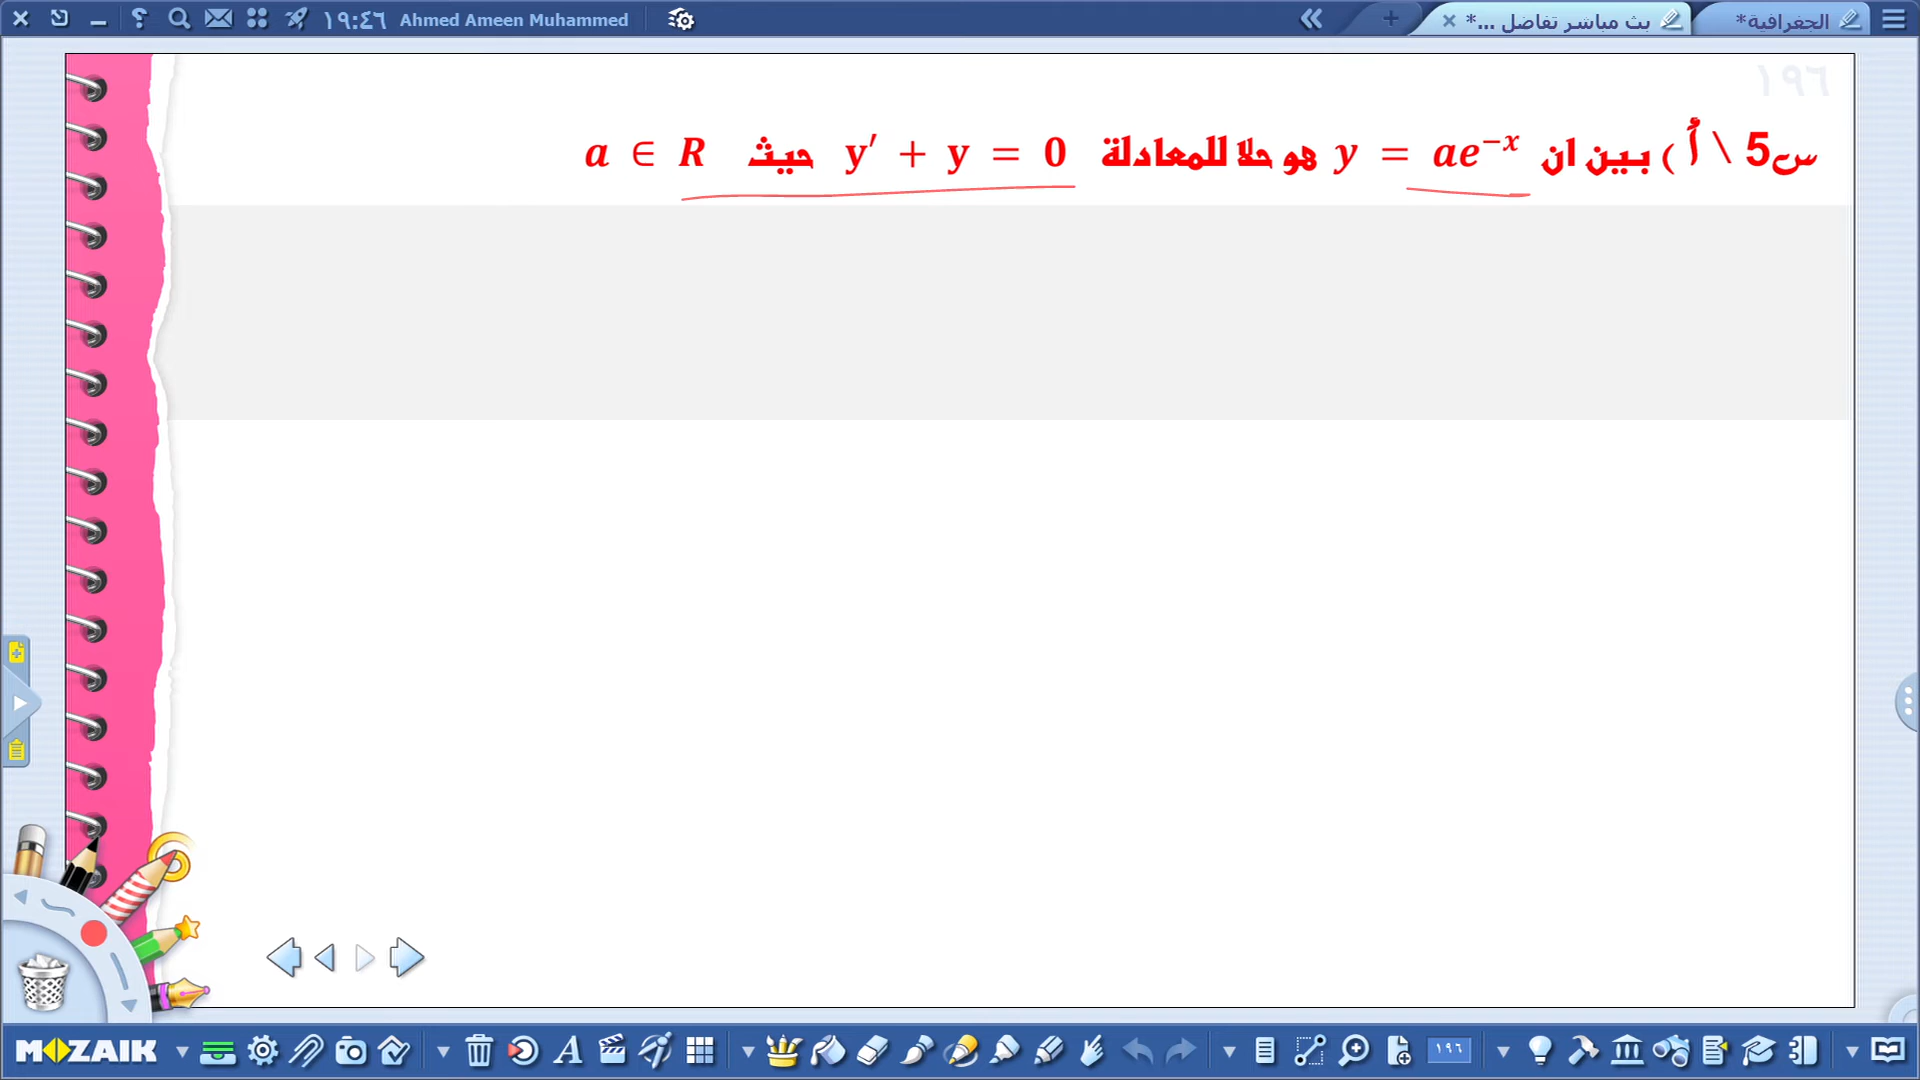 ١٩:٤٦ Ahmed Ameen Muhammed
بث مباشر تفاضل ...*
الجغرافية*
١٩٦
س5 \ أ ) بين ان y = ae⁻ˣ هو حلا للمعادلة y′ + y = 0 حيث a ∈ R
MOZAIK
١٩٦